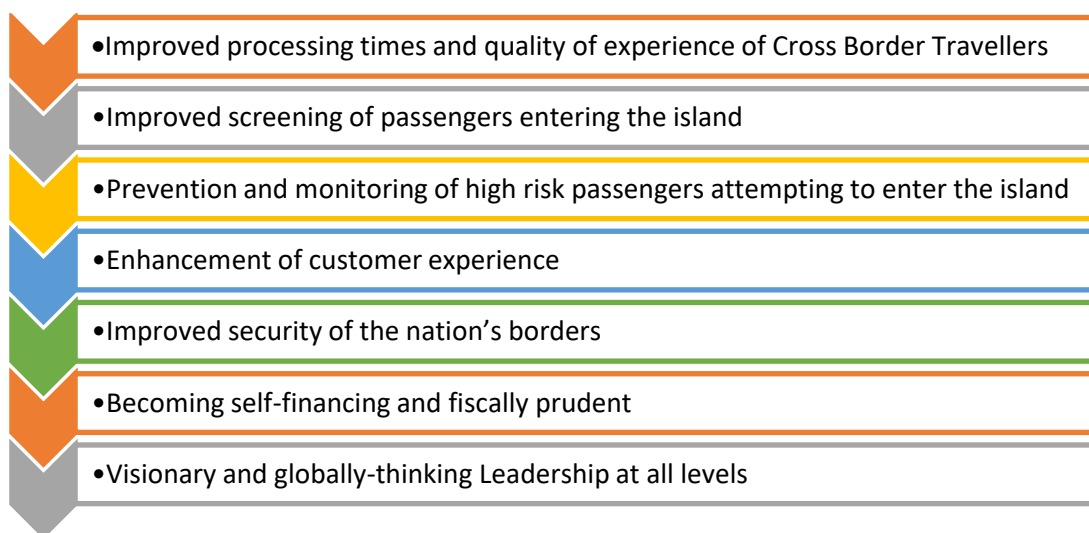 •Improved processing times and quality of experience of Cross Border Travellers
•Improved screening of passengers entering the island
•Prevention and monitoring of high risk passengers attempting to enter the island
•Enhancement of customer experience
•Improved security of the nation’s borders
•Becoming self-financing and fiscally prudent
•Visionary and globally-thinking Leadership at all levels